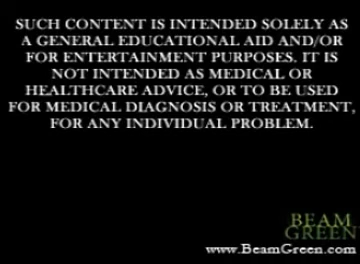 SUCH CONTENT IS INTENDED SOLELY AS
A GENERAL EDUCATIONAL AID AND/OR
FOR ENTERTAINMENT PURPOSES. IT IS
NOT INTENDED AS MEDICAL OR
HEALTHCARE ADVICE, OR TO BE USED
FOR MEDICAL DIAGNOSIS OR TREATMENT,
FOR ANY INDIVIDUAL PROBLEM.
BEAM
GREEN
www.BeamGreen.com